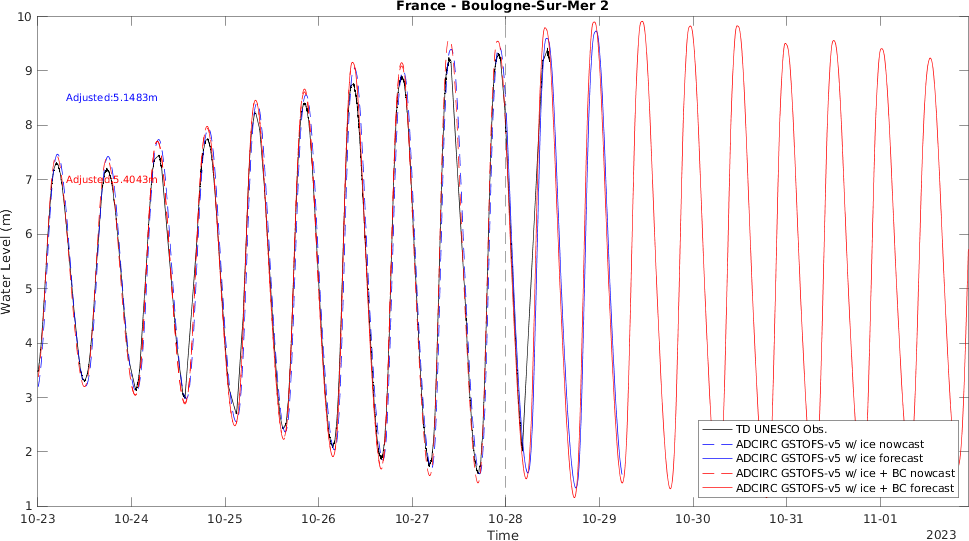 France - Boulogne-Sur-Mer 2
10
9
8
7
6
5
4
3
2
1
Water Level (m)
Adjusted:5.1483m
Adjusted:5.4043m
TD UNESCO Obs.
ADCIRC GSTOFS-v5 w/ ice nowcast
ADCIRC GSTOFS-v5 w/ ice forecast
ADCIRC GSTOFS-v5 w/ ice + BC nowcast
ADCIRC GSTOFS-v5 w/ ice + BC forecast
10-23 10-24 10-25 10-26 10-27 10-28 10-29 10-30 10-31 11-01
Time
2023